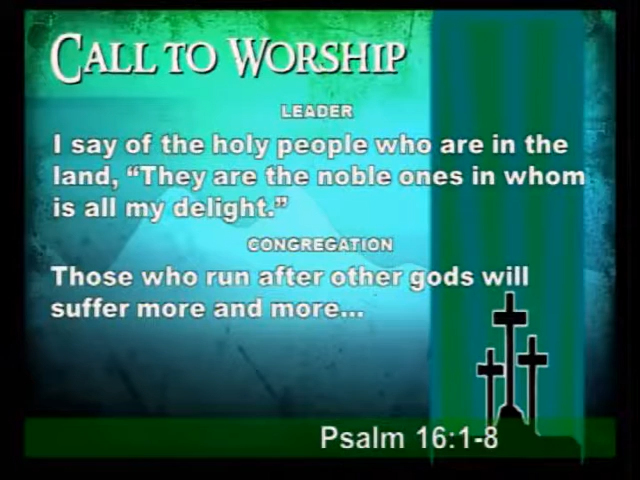 CALL TO WORSHIP
LEADER
I say of the holy people who are in the
land, “They are the noble ones in whom
is all my delight.”
CONGREGATION
Those who run after other gods will
suffer more and more...
Psalm 16:1-8